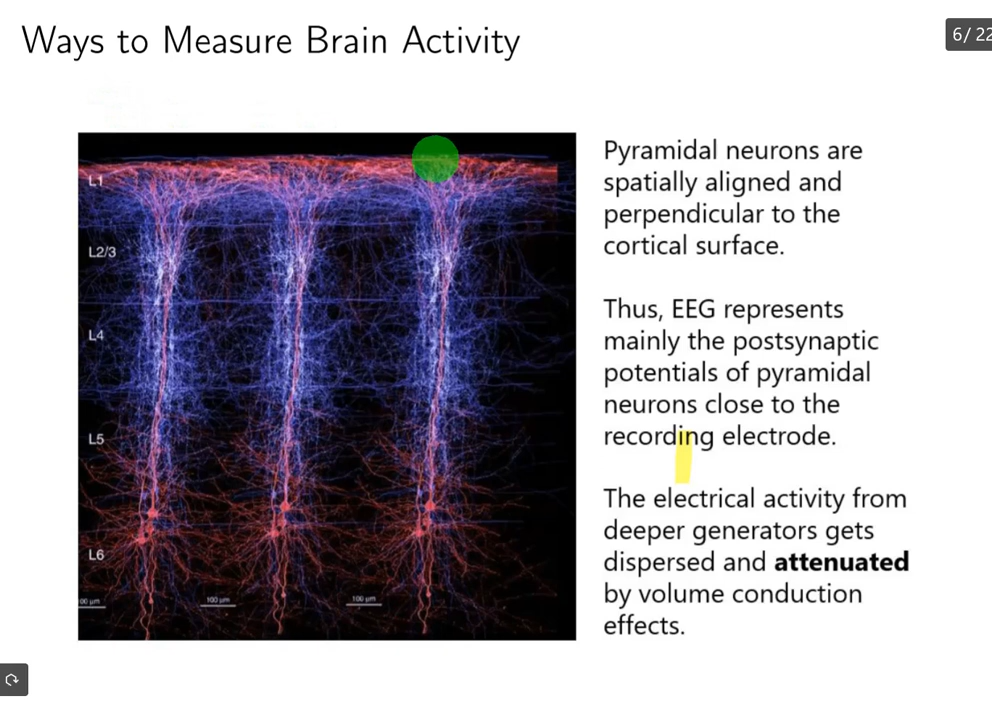 Ways to Measure Brain Activity
6/ 22
L1
L2/3
L4
L5
L6
00 μm
100 μm
100 μm
Pyramidal neurons are
spatially aligned and
perpendicular to the
cortical surface.
Thus, EEG represents
mainly the postsynaptic
potentials of pyramidal
neurons close to the
recording electrode.
The electrical activity from
deeper generators gets
dispersed and attenuated
by volume conduction
effects.